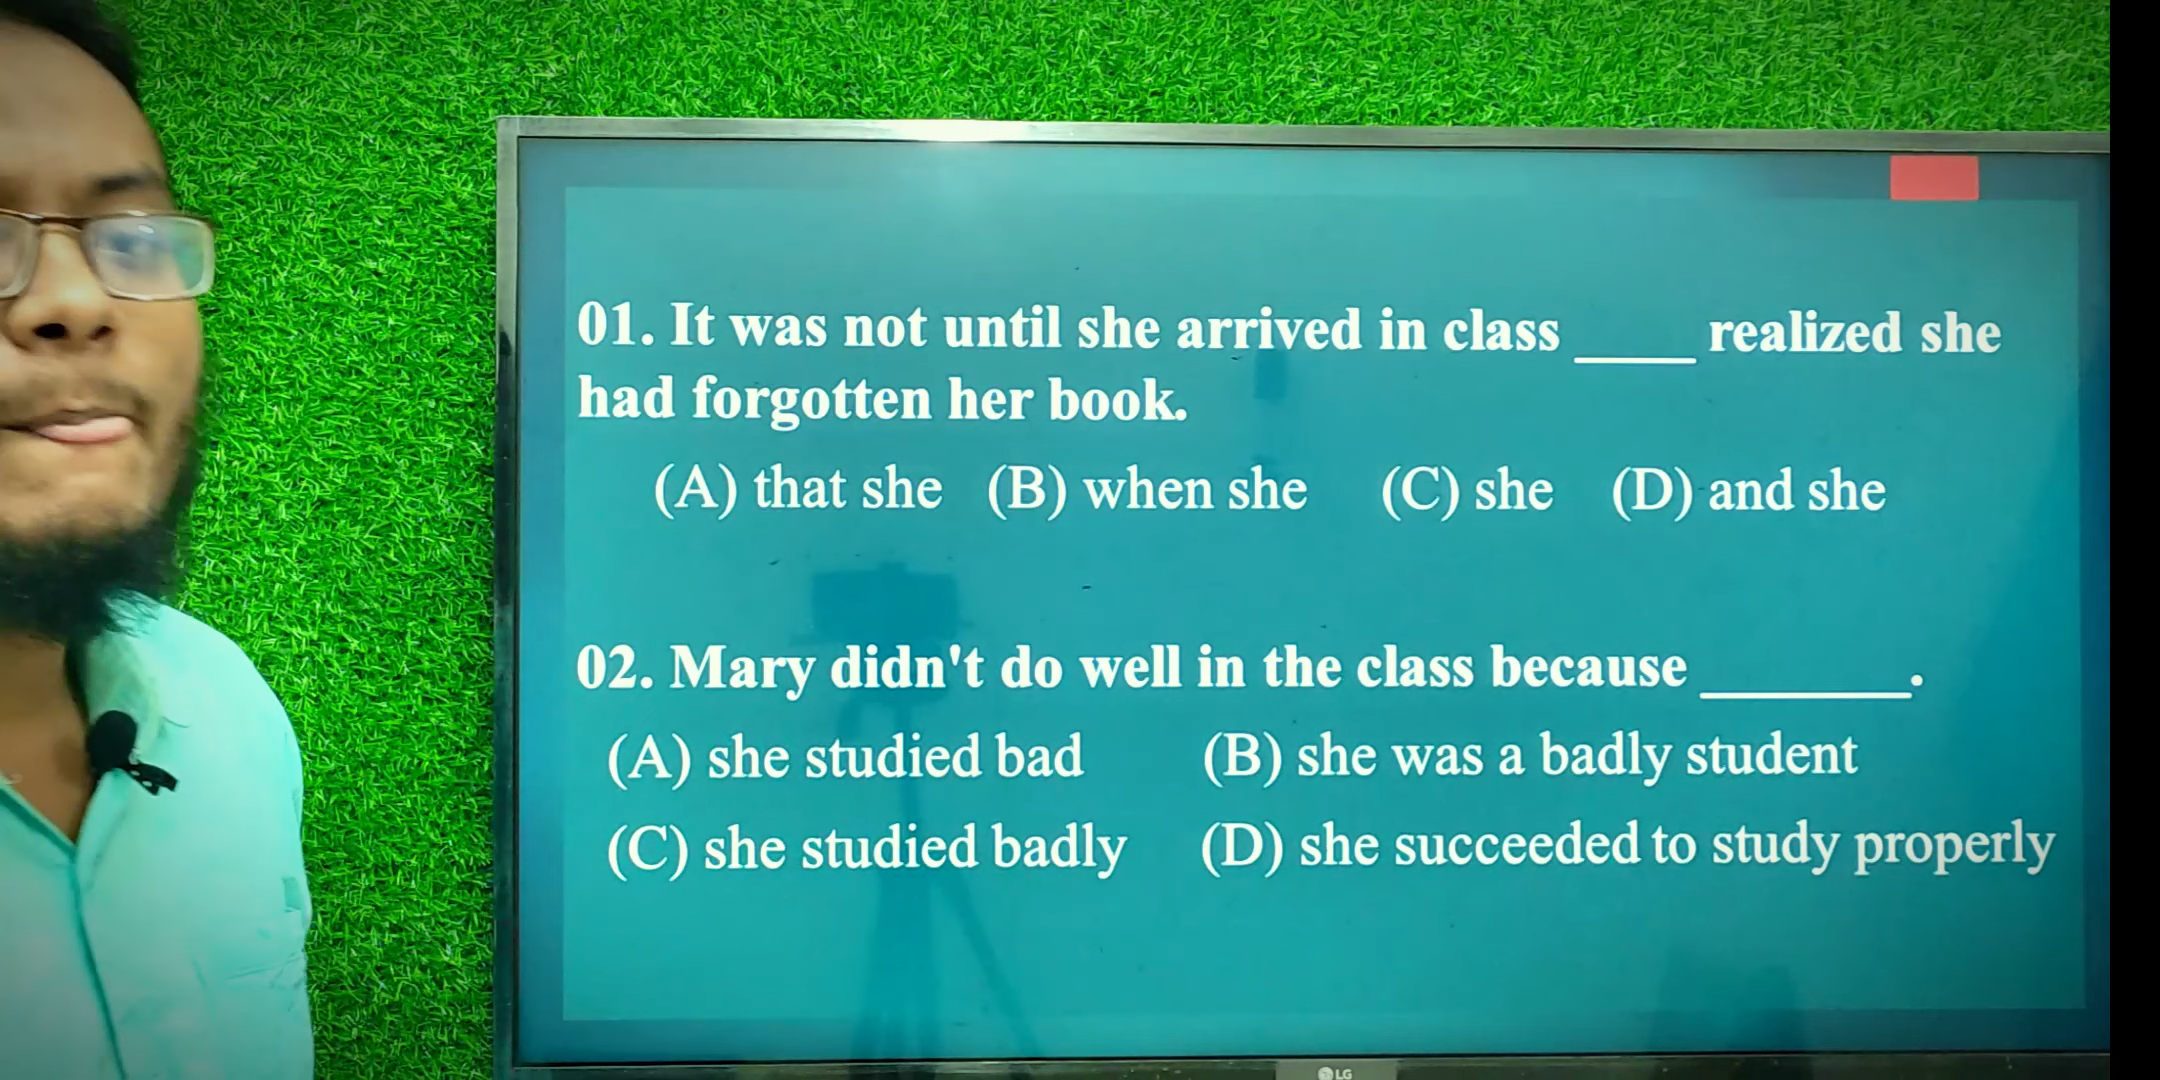 01. It was not until she arrived in class _____ realized she
had forgotten her book.
(A) that she (B) when she (C) she (D) and she
02. Mary didn't do well in the class because ________.
(A) she studied bad (B) she was a badly student
(C) she studied badly (D) she succeeded to study properly
LG